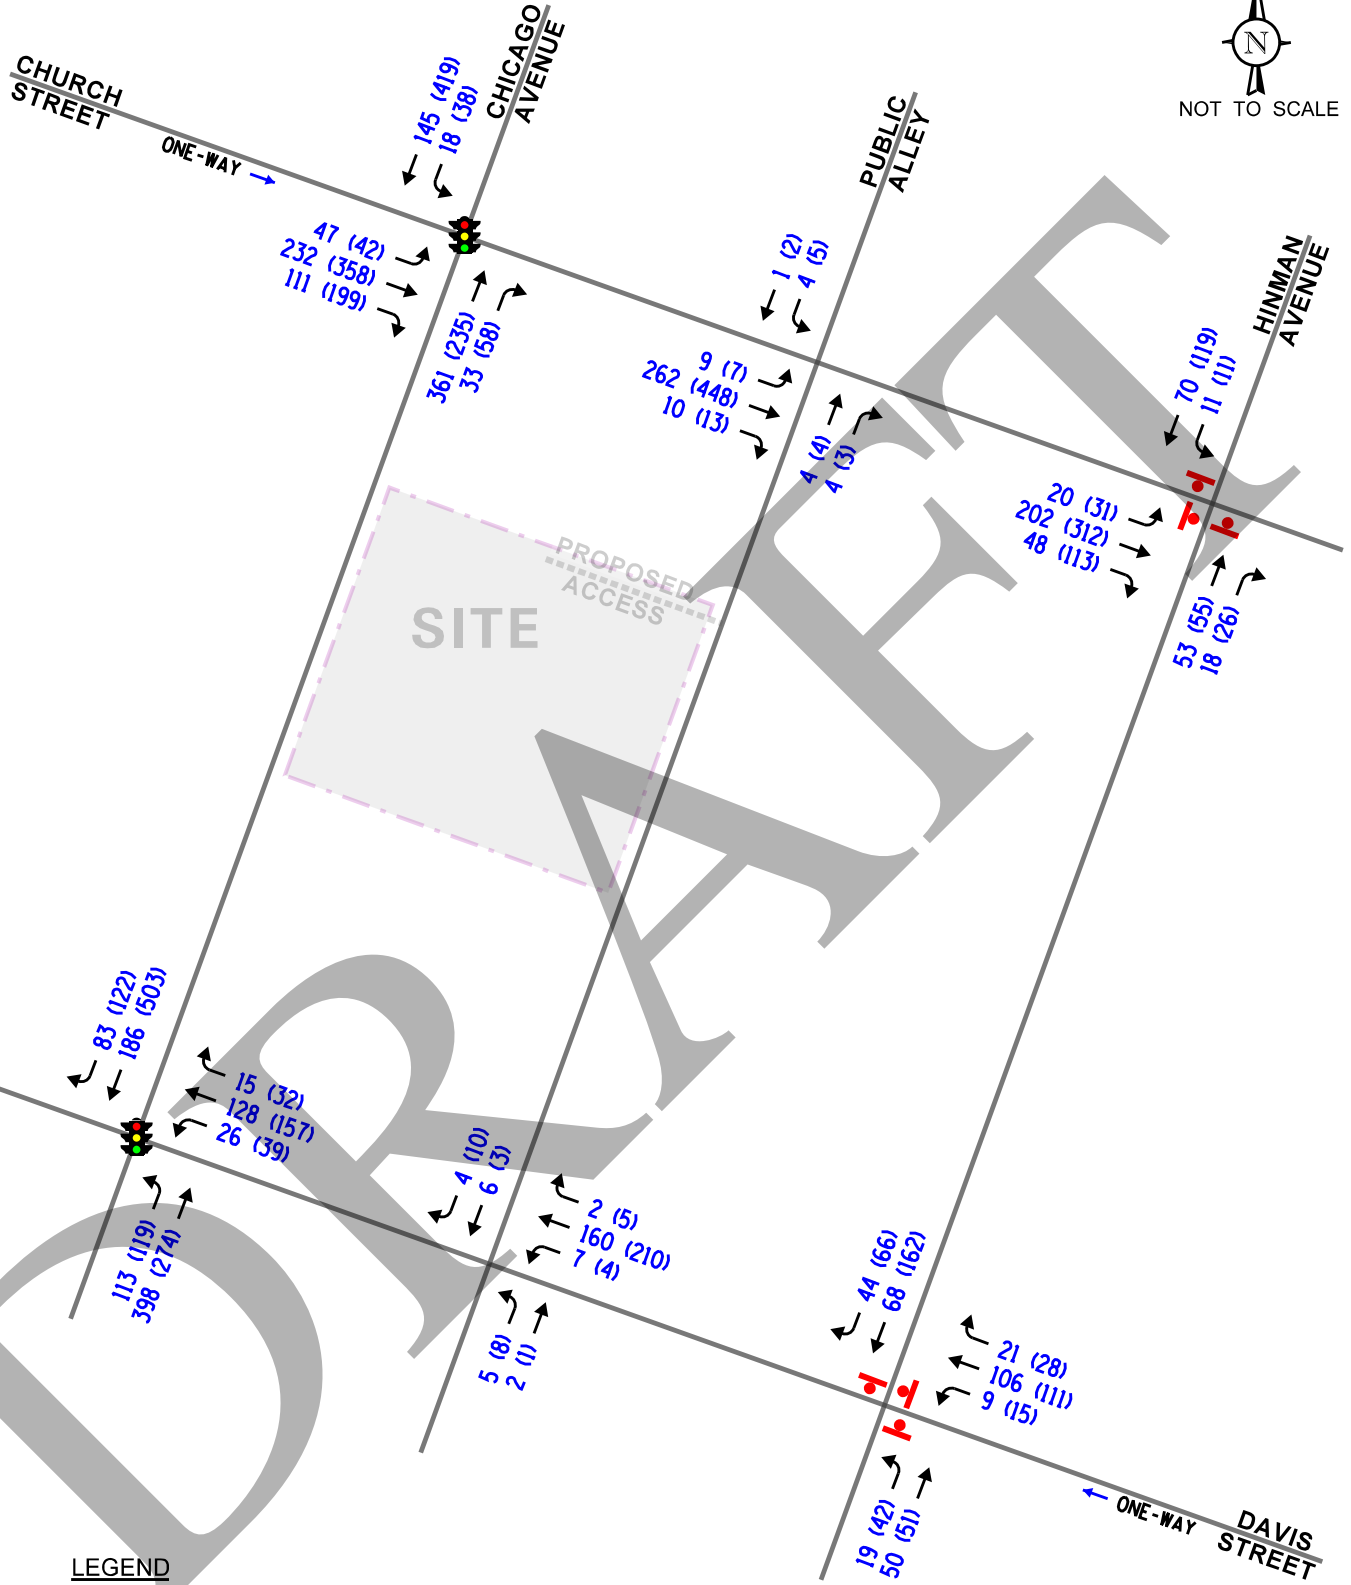 CHICAGO
AVENUE
N
NOT TO SCALE
CHURCH
STREET
ONE-WAY
145 (419)
18 (38)
PUBLIC
ALLEY
HINMAN
AVENUE
47 (42)
232 (358)
111 (199)
361 (235)
33 (58)
1 (2)
4 (5)
9 (7)
262 (448)
10 (13)
4 (4)
4 (3)
70 (119)
11 (11)
20 (31)
202 (312)
48 (113)
53 (55)
18 (26)
PROPOSED
ACCESS
SITE
DRAFT
83 (122)
186 (503)
15 (32)
128 (157)
26 (39)
113 (119)
398 (274)
4 (10)
6 (3)
2 (5)
160 (210)
7 (4)
5 (8)
2 (1)
44 (66)
68 (162)
21 (28)
106 (111)
9 (15)
19 (42)
50 (51)
ONE-WAY
DAVIS
STREET
LEGEND